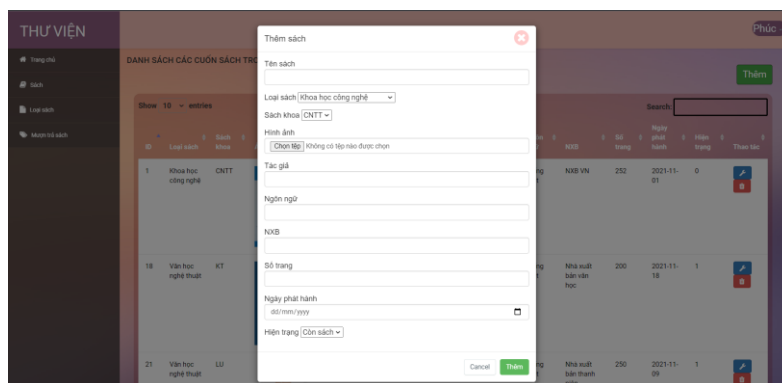 THƯ VIỆN
Phúc
Trang chủ
Sách
Loại sách
Mượn trả sách
DANH SÁCH CÁC CUỐN SÁCH TRO
Thêm
Show 10 entries
Search:
ID Loại sách Sách khoa NXB Số trang Ngày phát hành Hiện trạng Thao tác
1 Khoa học công nghệ CNTT NXB VN 252 2021-11-01 0
18 Văn học nghệ thuật KT Nhà xuất bản văn học 200 2021-11-18 1
21 Văn học nghệ thuật LU Nhà xuất bản thanh 250 2021-11-09 1
Thêm sách
Tên sách
Loại sách Khoa học công nghệ
Sách khoa CNTT
Hình ảnh
Chọn tệp Không có tệp nào được chọn
Tác giả
Ngôn ngữ
NXB
Số trang
Ngày phát hành
dd/mm/yyyy
Hiện trạng Còn sách
Cancel Thêm